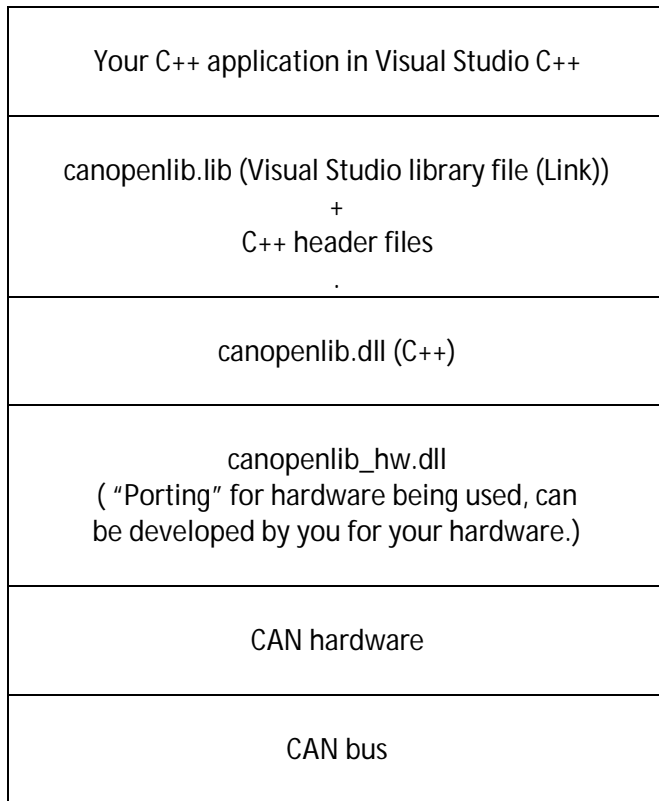 Your C++ application in Visual Studio C++
canopenlib.lib (Visual Studio library file (Link))
+
C++ header files
.
canopenlib.dll (C++)
canopenlib_hw.dll
( “Porting” for hardware being used, can
be developed by you for your hardware.)
CAN hardware
CAN bus